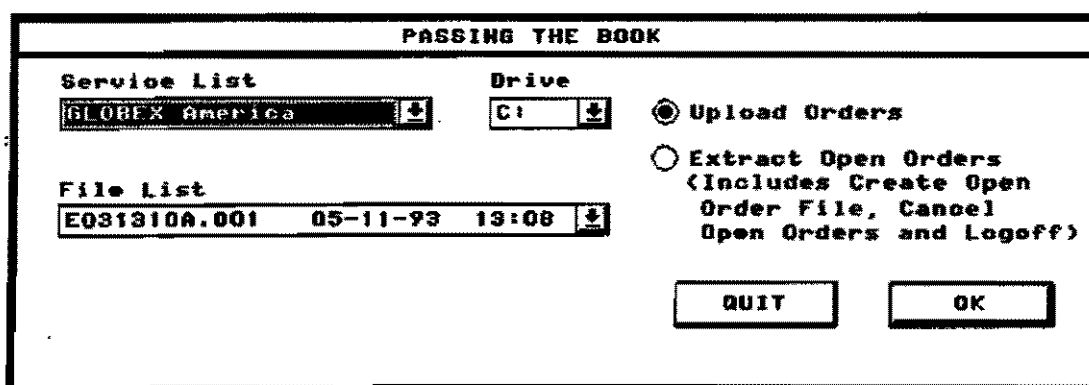 PASSING THE BOOK
Service List
Drive
GLOBEX America
C:
Upload Orders
Extract Open Orders
(Includes Create Open
Order File, Cancel
Open Orders and Logoff)
File List
EO31310A.001 05-11-93 13:08
QUIT
OK